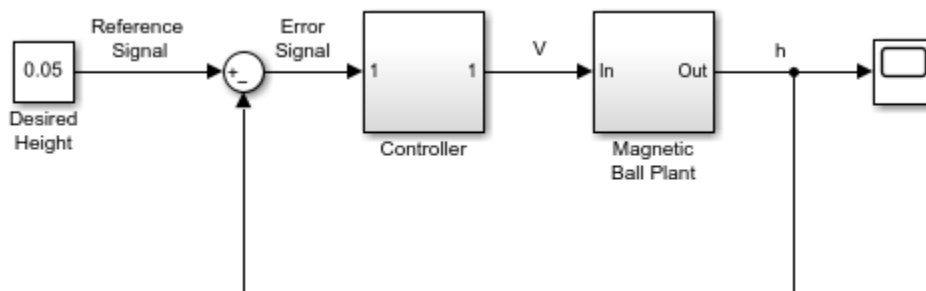 Reference
Signal
Error
Signal
0.05
+
−
1
1
V
In
Out
h
Desired
Height
Controller
Magnetic
Ball Plant